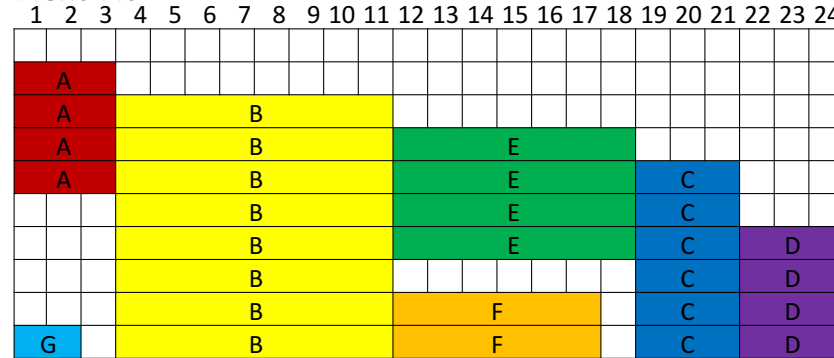 1 2 3 4 5 6 7 8 9 10 11 12 13 14 15 16 17 18 19 20 21 22 23 24
A
A B
A B E
A B E C
B E C
B E C D
B C D
B F C D
G B F C D